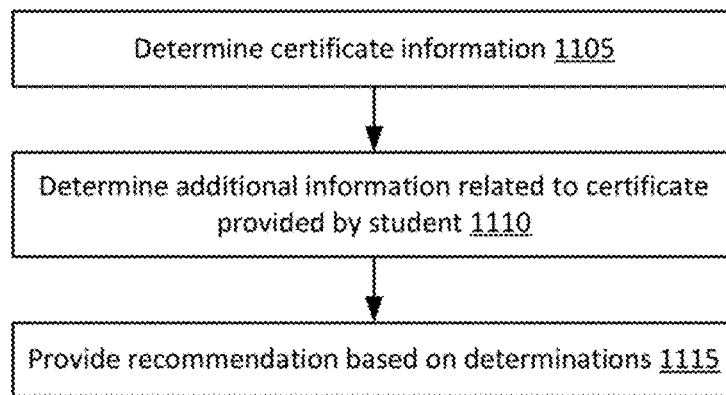 Determine certificate information 1105
Determine additional information related to certificate
provided by student 1110
Provide recommendation based on determinations 1115